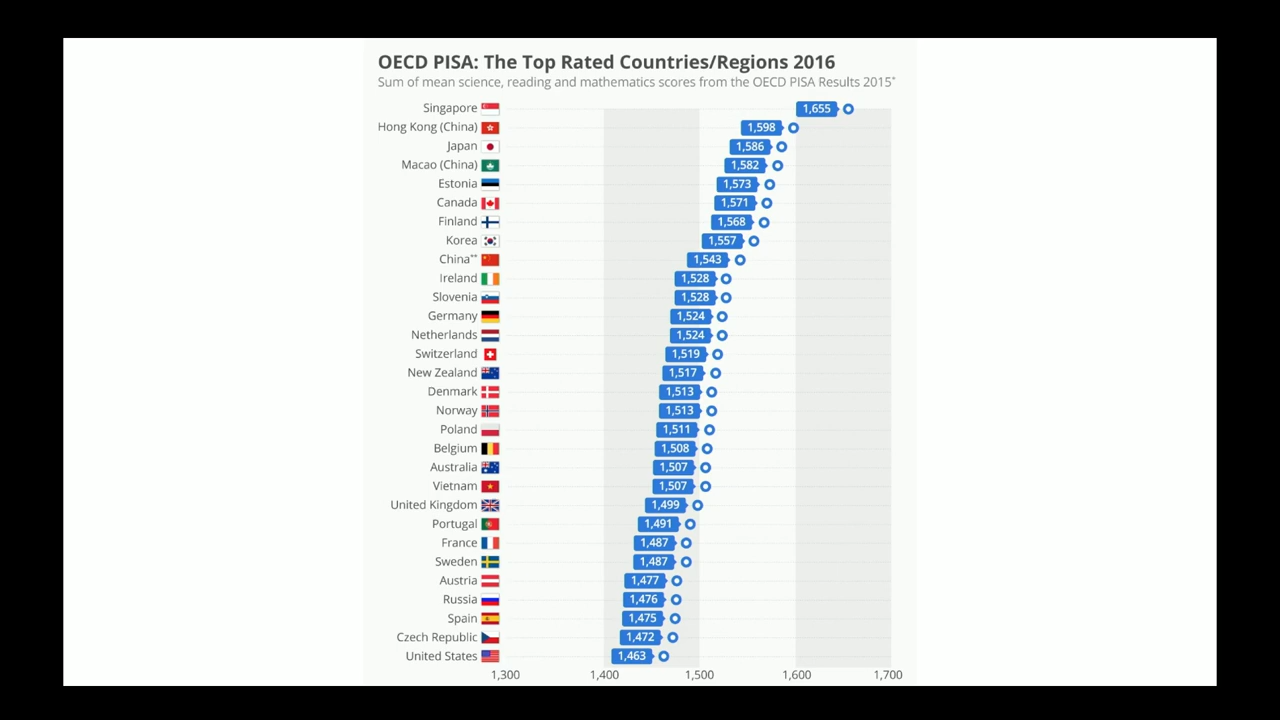 OECD PISA: The Top Rated Countries/Regions 2016
Sum of mean science, reading and mathematics scores from the OECD PISA Results 2015*
Singapore 1,655
Hong Kong (China) 1,598
Japan 1,586
Macao (China) 1,582
Estonia 1,573
Canada 1,571
Finland 1,568
Korea 1,557
China** 1,543
Ireland 1,528
Slovenia 1,528
Germany 1,524
Netherlands 1,524
Switzerland 1,519
New Zealand 1,517
Denmark 1,513
Norway 1,513
Poland 1,511
Belgium 1,508
Australia 1,507
Vietnam 1,507
United Kingdom 1,499
Portugal 1,491
France 1,487
Sweden 1,487
Austria 1,477
Russia 1,476
Spain 1,475
Czech Republic 1,472
United States 1,463
1,300 1,400 1,500 1,600 1,700